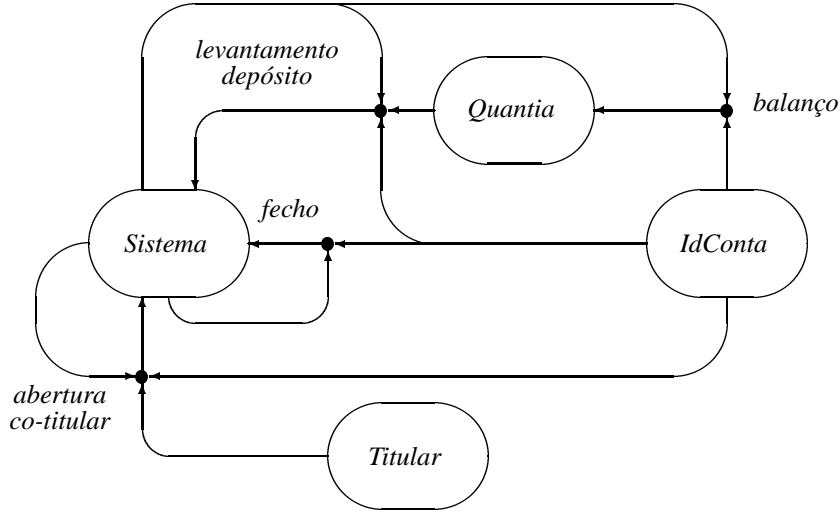 levantamento
depósito
Quantia
balanço
fecho
Sistema
IdConta
abertura
co-titular
Titular